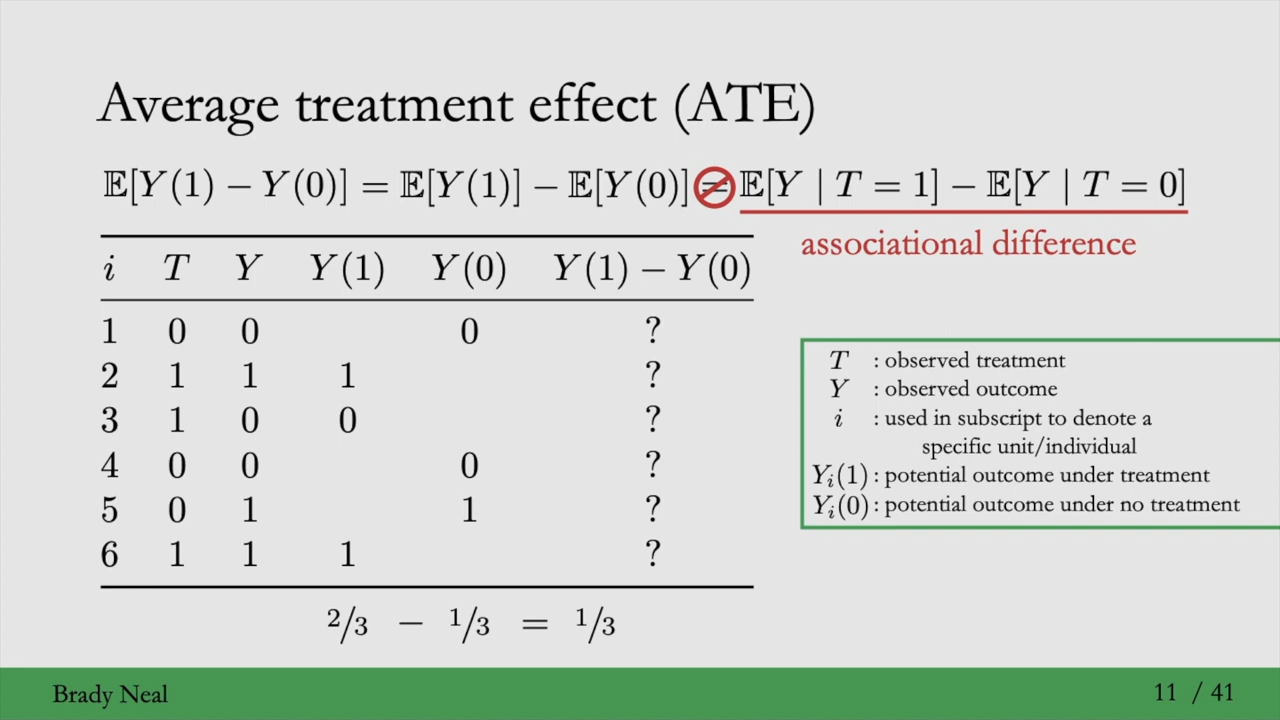 Average treatment effect (ATE)
𝔼[Y(1) − Y(0)] = 𝔼[Y(1)] − 𝔼[Y(0)] = 𝔼[Y | T = 1] − 𝔼[Y | T = 0]
associational difference
i T Y Y(1) Y(0) Y(1) − Y(0)
1 0 0 0 ?
2 1 1 1 ?
3 1 0 0 ?
4 0 0 0 ?
5 0 1 1 ?
6 1 1 1 ?
2/3 − 1/3 = 1/3
T : observed treatment
Y : observed outcome
i : used in subscript to denote a
specific unit/individual
Yᵢ(1) : potential outcome under treatment
Yᵢ(0) : potential outcome under no treatment
Brady Neal
11 / 41